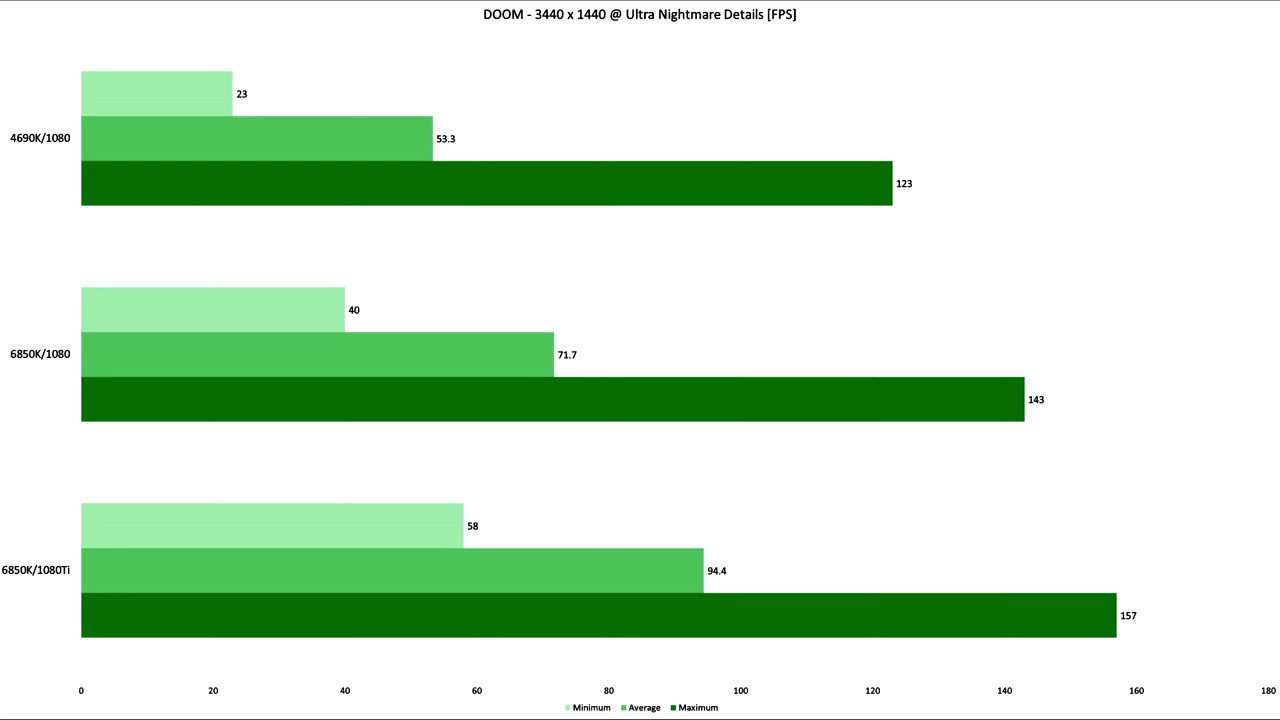 DOOM - 3440 x 1440 @ Ultra Nightmare Details [FPS]
23
4690K/1080
53.3
123
40
6850K/1080
71.7
143
58
6850K/1080Ti
94.4
157
0 20 40 60 80 100 120 140 160 180
Minimum Average Maximum